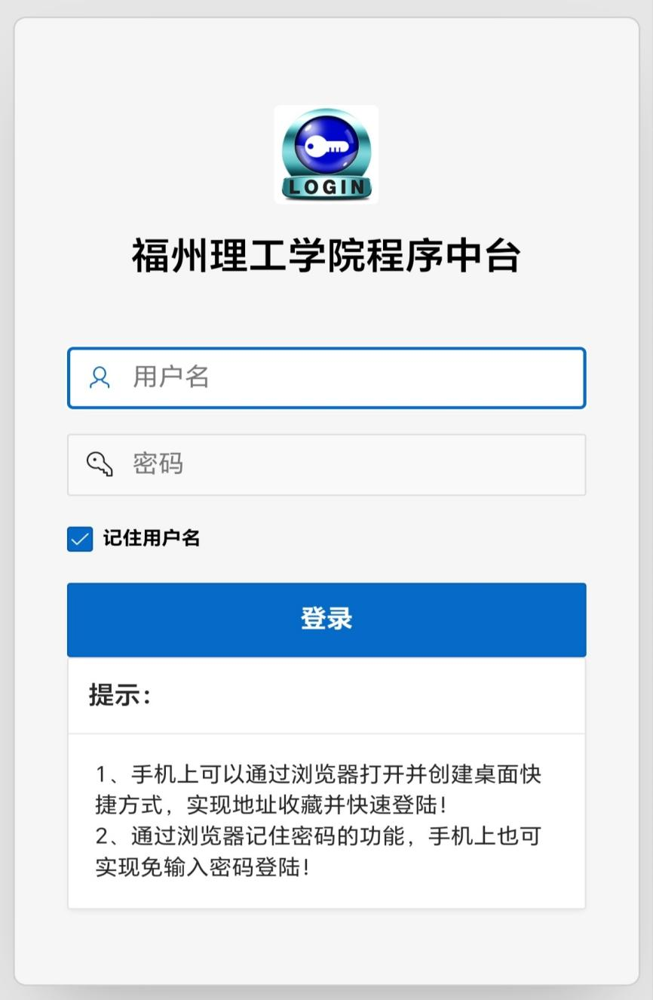 LOGIN
福州理工学院程序中台
用户名
密码
记住用户名
登录
提示：
1、手机上可以通过浏览器打开并创建桌面快
捷方式，实现地址收藏并快速登陆！
2、通过浏览器记住密码的功能，手机上也可
实现免输入密码登陆！